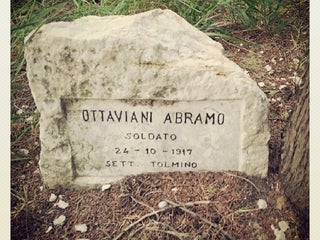 OTTAVIANI ABRAMO
SOLDATO
24-10-1917
SETT. TOLMINO